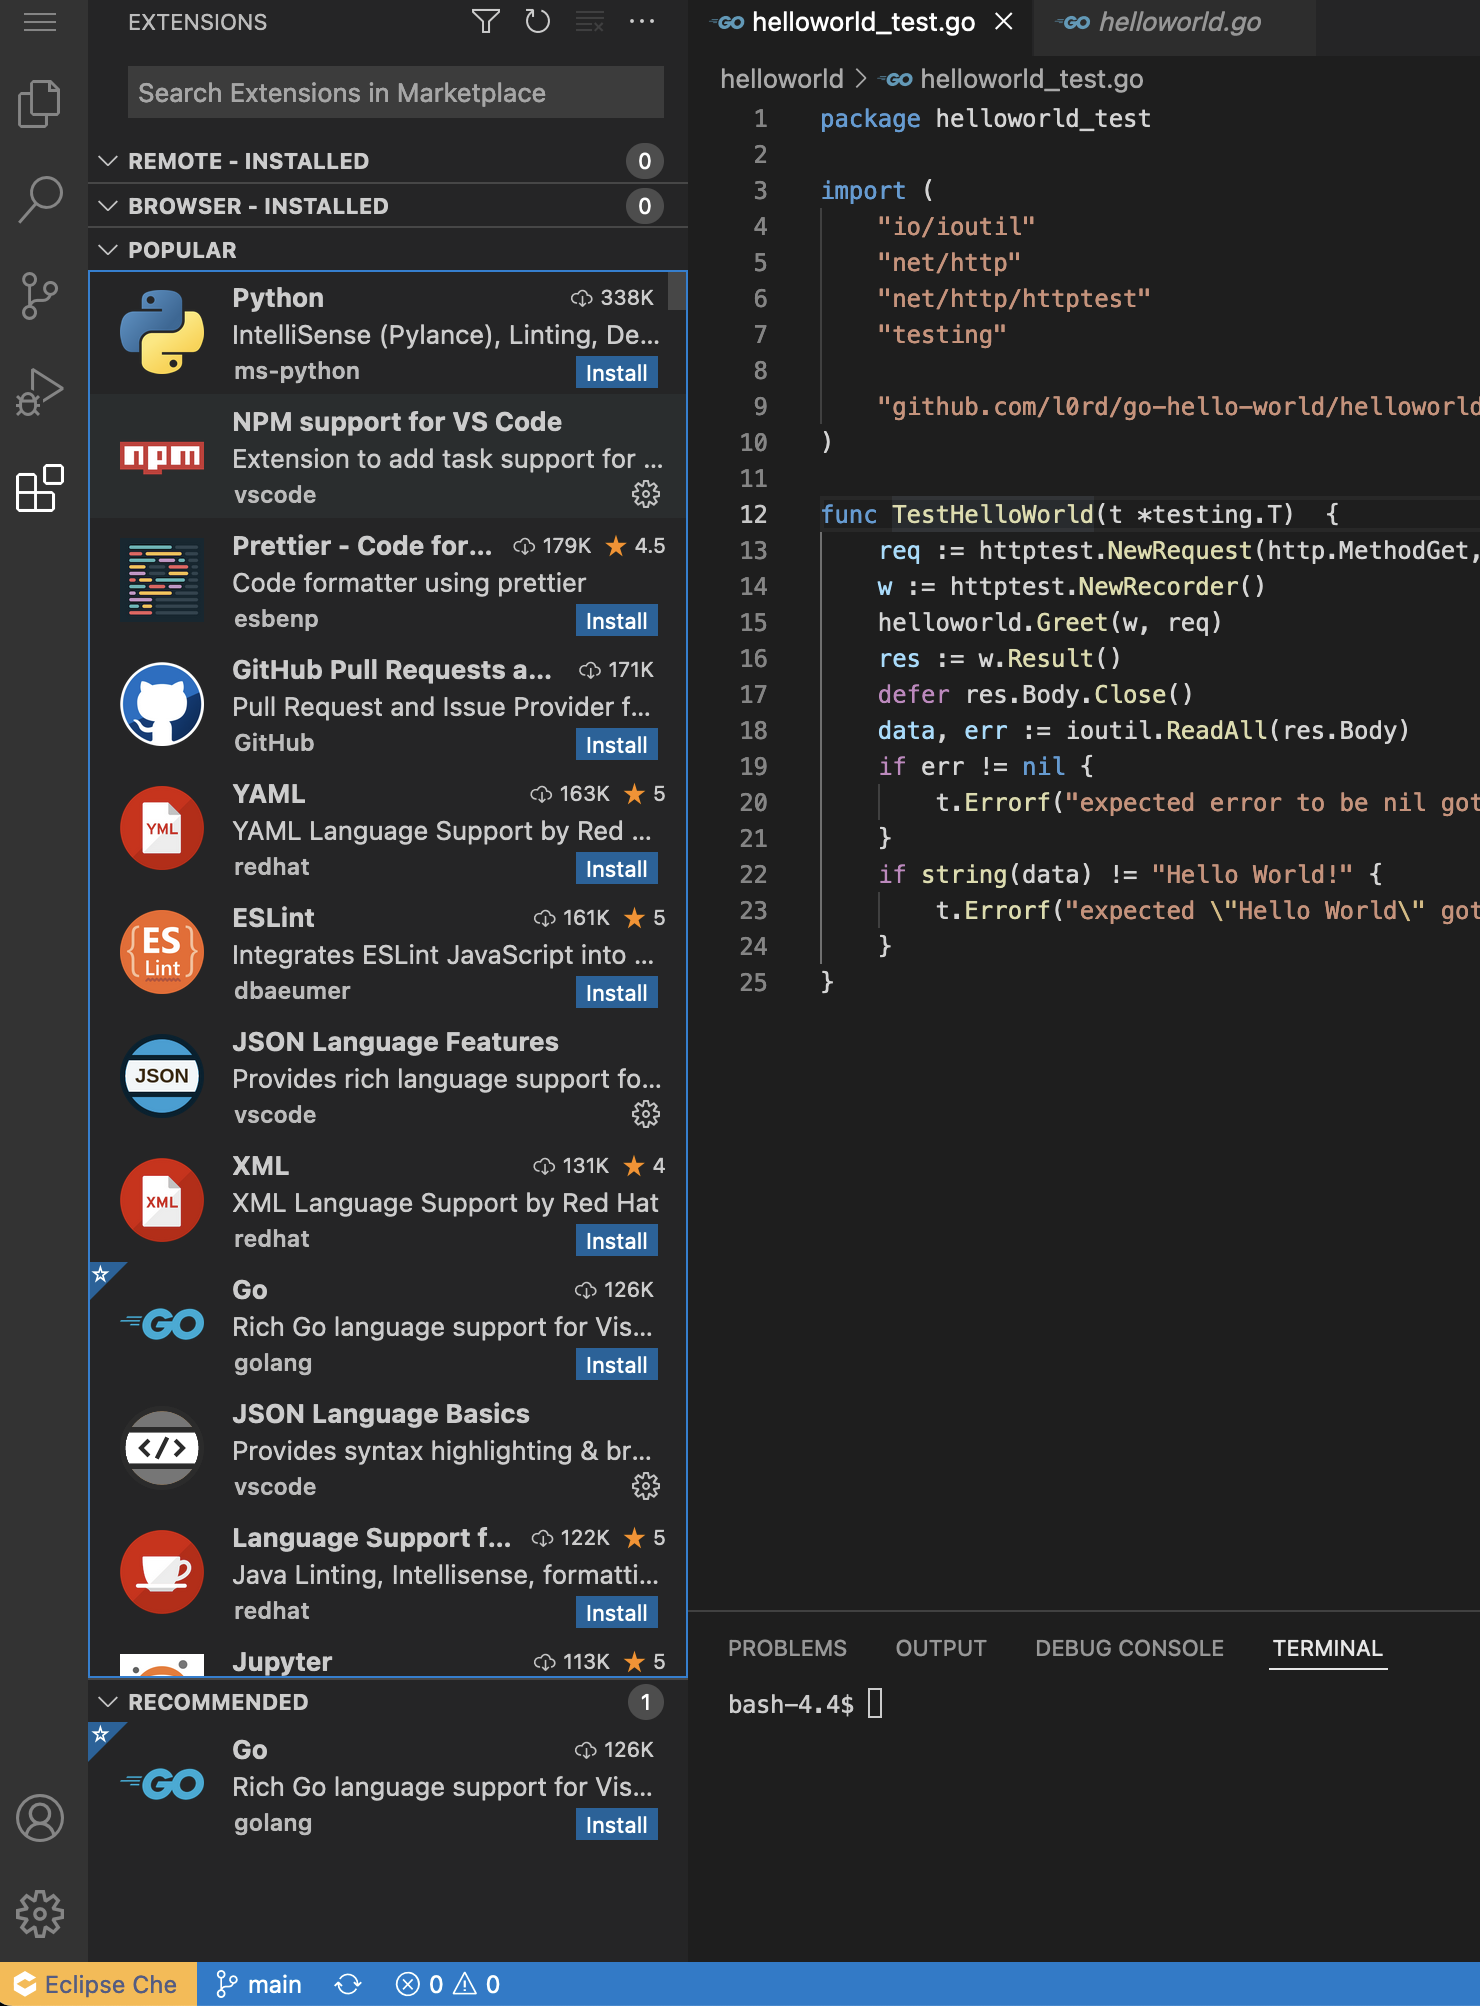 EXTENSIONS
Search Extensions in Marketplace
REMOTE - INSTALLED 0
BROWSER - INSTALLED 0
POPULAR
Python 338K
IntelliSense (Pylance), Linting, De...
ms-python Install
npm
NPM support for VS Code
Extension to add task support for ...
vscode
Prettier - Code for... 179K ★ 4.5
Code formatter using prettier
esbenp Install
GitHub Pull Requests a... 171K
Pull Request and Issue Provider f...
GitHub Install
YML
YAML 163K ★ 5
YAML Language Support by Red ...
redhat Install
ES
Lint
ESLint 161K ★ 5
Integrates ESLint JavaScript into ...
dbaeumer Install
JSON
JSON Language Features
Provides rich language support fo...
vscode
XML
XML 131K ★ 4
XML Language Support by Red Hat
redhat Install
GO
Go 126K
Rich Go language support for Vis...
golang Install
</>
JSON Language Basics
Provides syntax highlighting & br...
vscode
Language Support f... 122K ★ 5
Java Linting, Intellisense, formatti...
redhat Install
Jupyter 113K ★ 5
RECOMMENDED 1
GO
Go 126K
Rich Go language support for Vis...
golang Install
GO helloworld_test.go GO helloworld.go
helloworld > GO helloworld_test.go
1 package helloworld_test
2
3 import (
4 "io/ioutil"
5 "net/http"
6 "net/http/httptest"
7 "testing"
8
9 "github.com/l0rd/go-hello-world/helloworld
10 )
11
12 func TestHelloWorld(t *testing.T) {
13 req := httptest.NewRequest(http.MethodGet,
14 w := httptest.NewRecorder()
15 helloworld.Greet(w, req)
16 res := w.Result()
17 defer res.Body.Close()
18 data, err := ioutil.ReadAll(res.Body)
19 if err != nil {
20 t.Errorf("expected error to be nil got
21 }
22 if string(data) != "Hello World!" {
23 t.Errorf("expected \"Hello World\" got
24 }
25 }
PROBLEMS OUTPUT DEBUG CONSOLE TERMINAL
bash-4.4$
Eclipse Che main 0 0